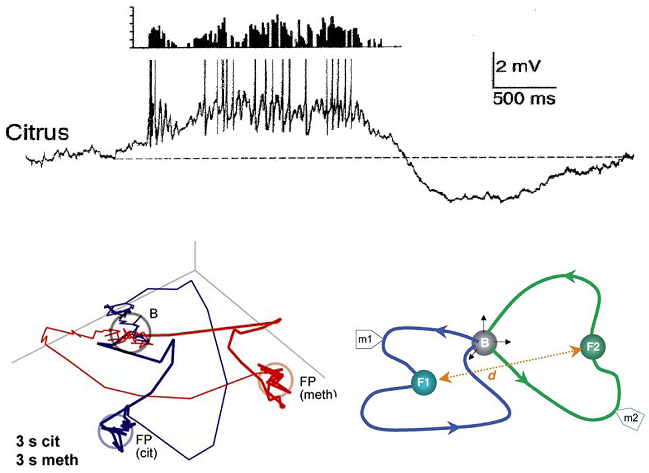 2 mV
500 ms
Citrus
B
FP
(meth)
FP
(cit)
3 s cit
3 s meth
m1
B
F2
F1
d
m2